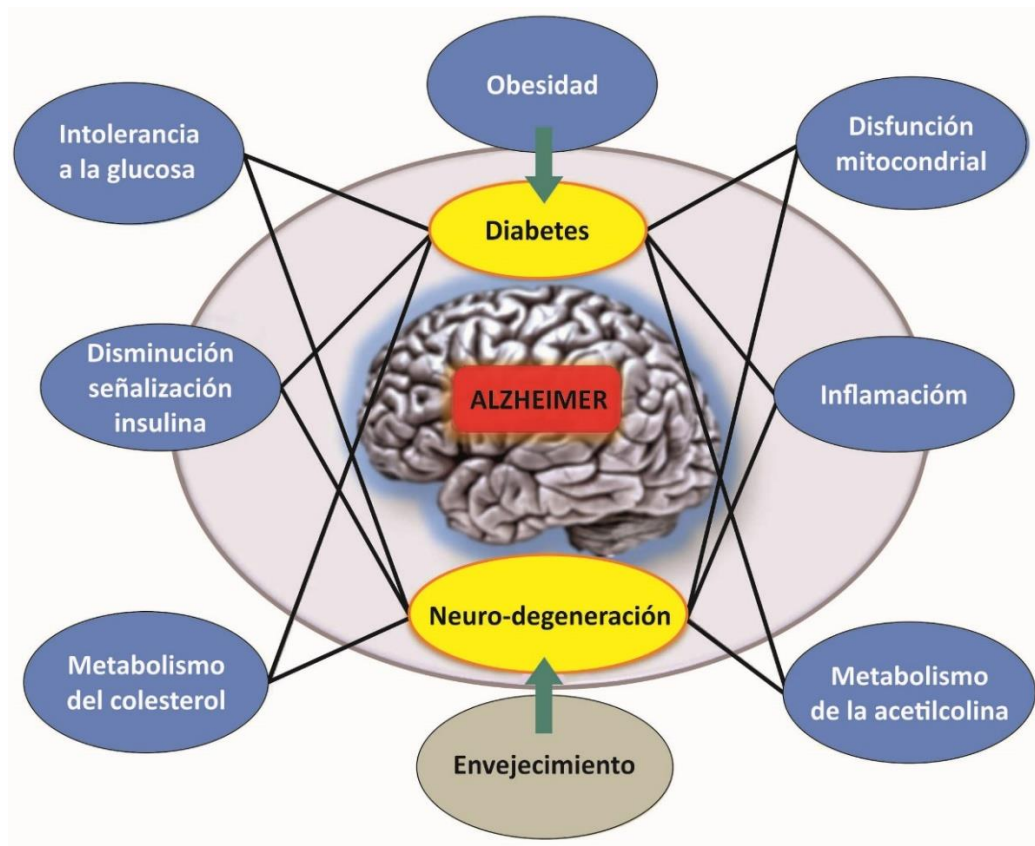 Obesidad
Intolerancia
a la glucosa
Disfunción
mitocondrial
Diabetes
Disminución
señalización
insulina
ALZHEIMER
Inflamacióm
Neuro-degeneración
Metabolismo
del colesterol
Metabolismo
de la acetilcolina
Envejecimiento